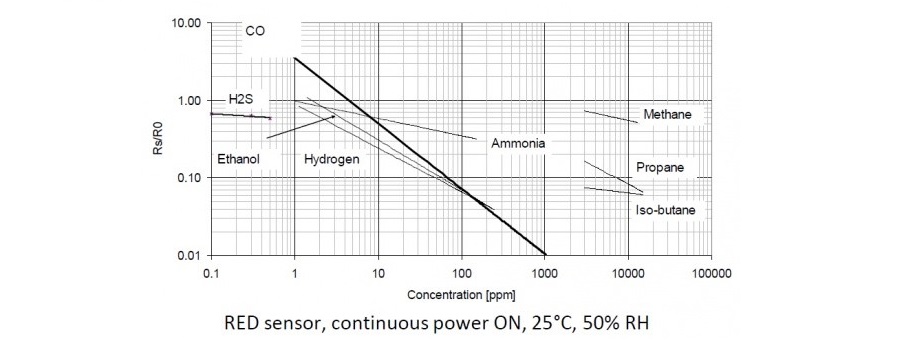 10.00
CO
1.00
H2S
Methane
Rs/R0
Ammonia
Ethanol
Hydrogen
Propane
0.10
Iso-butane
0.01
0.1 1 10 100 1000 10000 100000
Concentration [ppm]
RED sensor, continuous power ON, 25°C, 50% RH